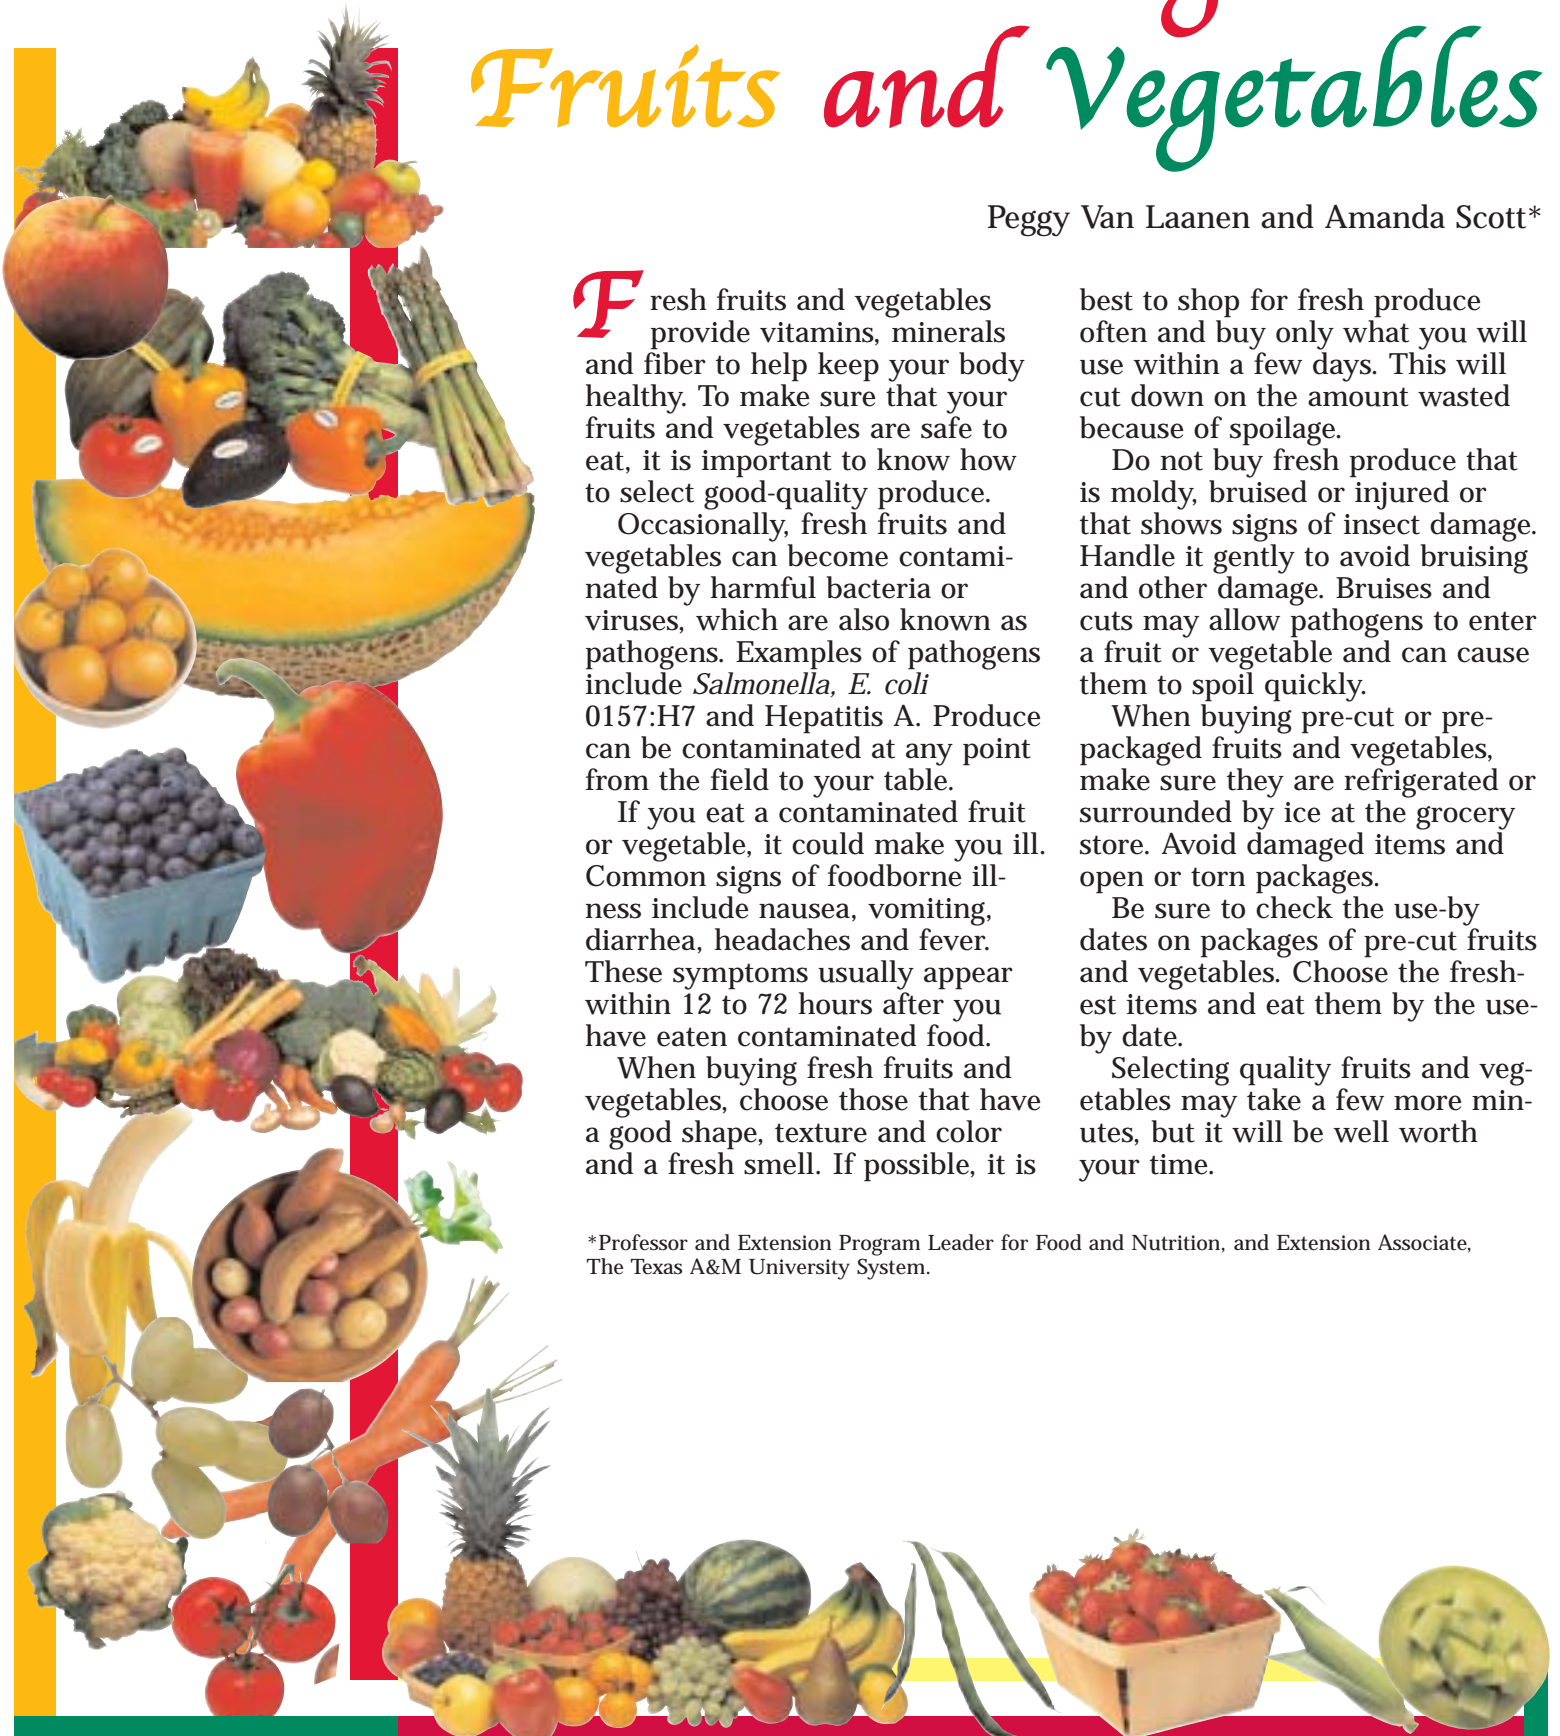 Fruits and Vegetables
Peggy Van Laanen and Amanda Scott*
Fresh fruits and vegetables
provide vitamins, minerals
and fiber to help keep your body
healthy. To make sure that your
fruits and vegetables are safe to
eat, it is important to know how
to select good-quality produce.
Occasionally, fresh fruits and
vegetables can become contami-
nated by harmful bacteria or
viruses, which are also known as
pathogens. Examples of pathogens
include Salmonella, E. coli
0157:H7 and Hepatitis A. Produce
can be contaminated at any point
from the field to your table.
If you eat a contaminated fruit
or vegetable, it could make you ill.
Common signs of foodborne ill-
ness include nausea, vomiting,
diarrhea, headaches and fever.
These symptoms usually appear
within 12 to 72 hours after you
have eaten contaminated food.
When buying fresh fruits and
vegetables, choose those that have
a good shape, texture and color
and a fresh smell. If possible, it is
best to shop for fresh produce
often and buy only what you will
use within a few days. This will
cut down on the amount wasted
because of spoilage.
Do not buy fresh produce that
is moldy, bruised or injured or
that shows signs of insect damage.
Handle it gently to avoid bruising
and other damage. Bruises and
cuts may allow pathogens to enter
a fruit or vegetable and can cause
them to spoil quickly.
When buying pre-cut or pre-
packaged fruits and vegetables,
make sure they are refrigerated or
surrounded by ice at the grocery
store. Avoid damaged items and
open or torn packages.
Be sure to check the use-by
dates on packages of pre-cut fruits
and vegetables. Choose the fresh-
est items and eat them by the use-
by date.
Selecting quality fruits and veg-
etables may take a few more min-
utes, but it will be well worth
your time.
*Professor and Extension Program Leader for Food and Nutrition, and Extension Associate,
The Texas A&M University System.